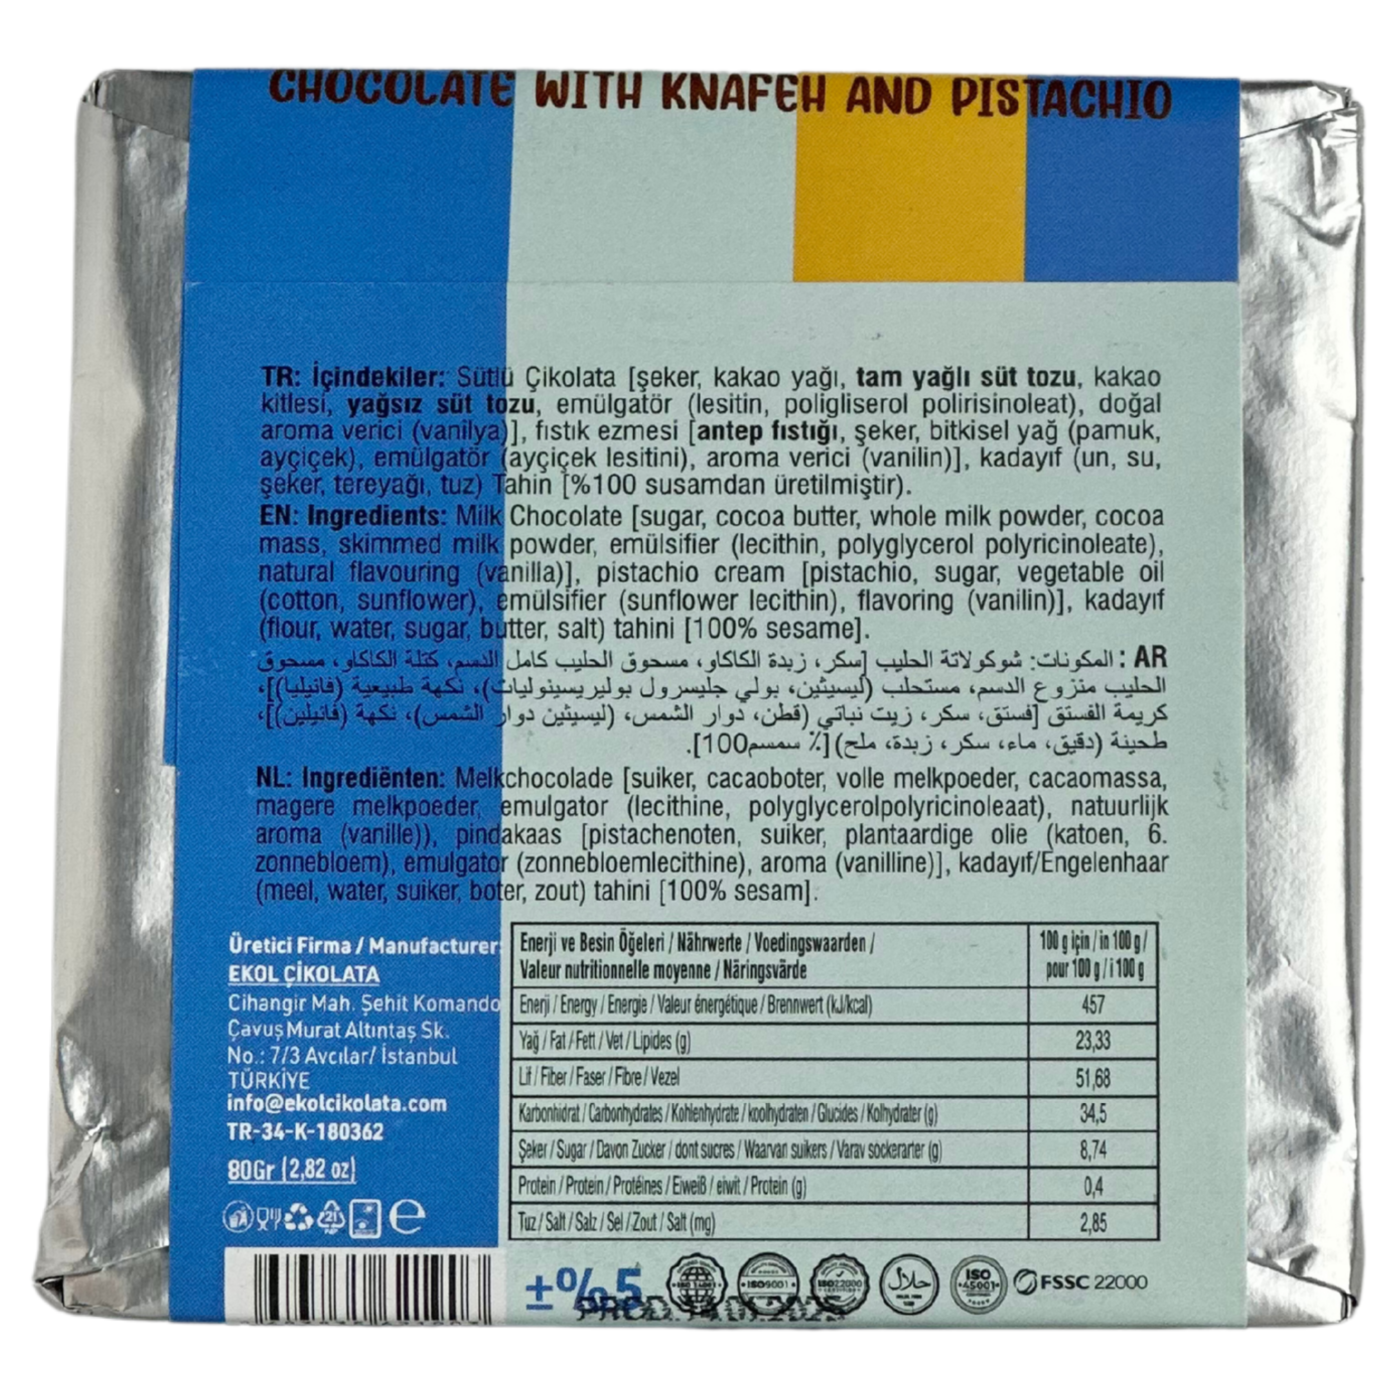 CHOCOLATE WITH KNAFEH AND PISTACHIO
TR: İçindekiler: Sütlü Çikolata [şeker, kakao yağı, tam yağlı süt tozu, kakao
kitlesi, yağsız süt tozu, emülgatör (lesitin, poligliserol polirisinoleat), doğal
aroma verici (vanilya)], fıstık ezmesi [antep fıstığı, şeker, bitkisel yağ (pamuk,
ayçiçek), emülgatör (ayçiçek lesitini), aroma verici (vanilin)], kadayıf (un, su,
şeker, tereyağı, tuz) Tahin [%100 susamdan üretilmiştir).
EN: Ingredients: Milk Chocolate [sugar, cocoa butter, whole milk powder, cocoa
mass, skimmed milk powder, emülsifier (lecithin, polyglycerol polyricinoleate),
natural flavouring (vanilla)], pistachio cream [pistachio, sugar, vegetable oil
(cotton, sunflower), emülsifier (sunflower lecithin), flavoring (vanilin)], kadayıf
(flour, water, sugar, butter, salt) tahini [100% sesame].
AR : المكونات: شوكولاتة الحليب [سكر، زبدة الكاكاو، مسحوق الحليب كامل الدسم، كتلة الكاكاو، مسحوق
الحليب منزوع الدسم، مستحلب (ليسيثين، بولي جليسرول بوليريسينوليات)، نكهة طبيعية (فانيليا)]،
كريمة الفستق [فستق، سكر، زيت نباتي (قطن، دوار الشمس)، (ليسيثين دوار الشمس)، نكهة (فانيلين)]،
طحينة (دقيق، ماء، سكر، زبدة، ملح) [٪ سمسم100].
NL: Ingrediënten: Melkchocolade [suiker, cacaoboter, volle melkpoeder, cacaomassa,
magere melkpoeder, emulgator (lecithine, polyglycerolpolyricinoleaat), natuurlijk
aroma (vanille)), pindakaas [pistachenoten, suiker, plantaardige olie (katoen, 6.
zonnebloem), emulgator (zonnebloemlecithine), aroma (vanilline)], kadayıf/Engelenhaar
(meel, water, suiker, boter, zout) tahini [100% sesam].
Üretici Firma / Manufacturer:
EKOL ÇİKOLATA
Cihangir Mah. Şehit Komando
Çavuş Murat Altıntaş Sk.
No.: 7/3 Avcılar/ İstanbul
TÜRKİYE
info@ekolcikolata.com
TR-34-K-180362
80Gr (2,82 oz)
21
e
Enerji ve Besin Öğeleri / Nährwerte / Voedingswaarden /
Valeur nutritionnelle moyenne / Näringsvärde
100 g için / in 100 g /
pour 100 g / i 100 g
Enerji / Energy / Energie / Valeur énergétique / Brennwert (kJ/kcal) 457
Yağ / Fat / Fett / Vet / Lipides (g) 23,33
Lif / Fiber / Faser / Fibre / Vezel 51,68
Karbonhidrat / Carbonhydrates / Kohlenhydrate / koolhydraten / Glucides / Kolhydrater (g) 34,5
Şeker / Sugar / Davon Zucker / dont sucres / Waarvan suikers / Varav sockerarter (g) 8,74
Protein / Protein / Protéines / Eiweiß / eiwit / Protein (g) 0,4
Tuz / Salt / Salz / Sel / Zout / Salt (mg) 2,85
±%5
ISO 14001
ISO9001
ISO22000
حلال
ISO
45001
FSSC 22000